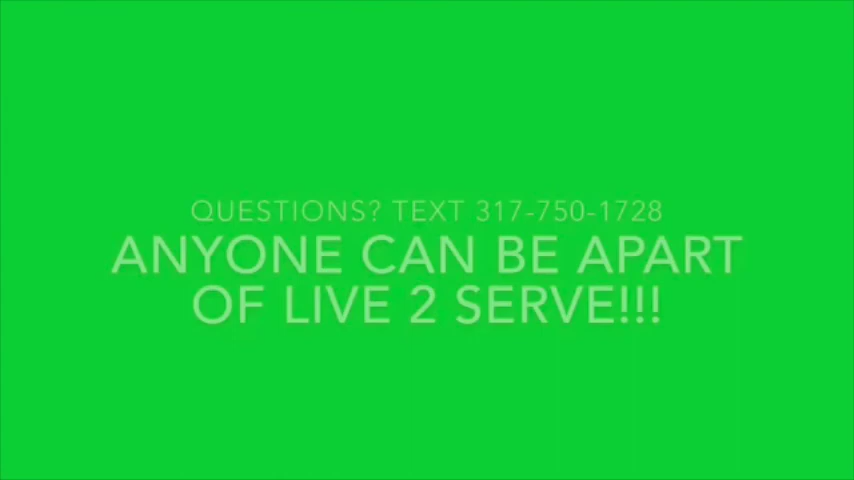 QUESTIONS? TEXT 317-750-1728
ANYONE CAN BE APART
OF LIVE 2 SERVE!!!